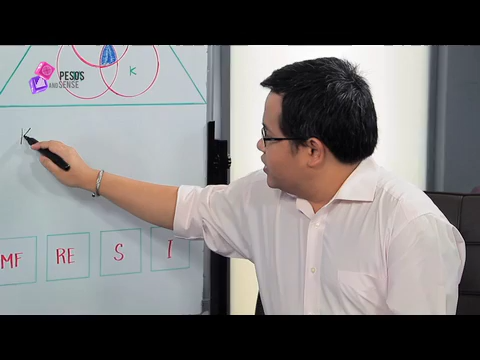 PESOS
AND SENSE
K
K
MF RE S I